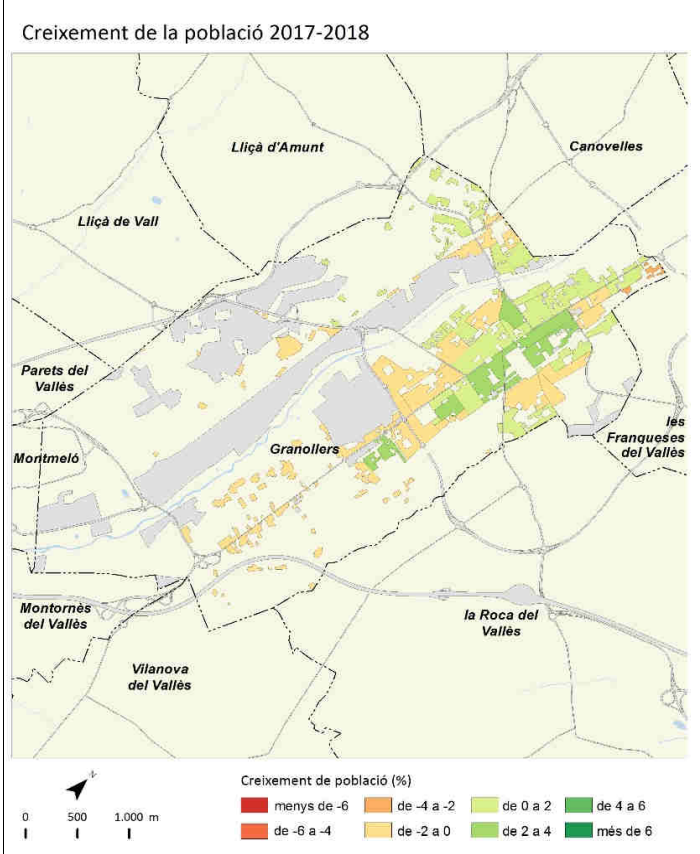 Creixement de la població 2017-2018
Lliçà d'Amunt
Canovelles
Lliçà de Vall
Parets del
Vallès
Montmeló
Granollers
les
Franqueses
del Vallès
Montornès
del Vallès
la Roca del
Vallès
Vilanova
del Vallès
N
Creixement de població (%)
menys de -6
de -4 a -2
de 0 a 2
de 4 a 6
de -6 a -4
de -2 a 0
de 2 a 4
més de 6
0 500 1.000 m